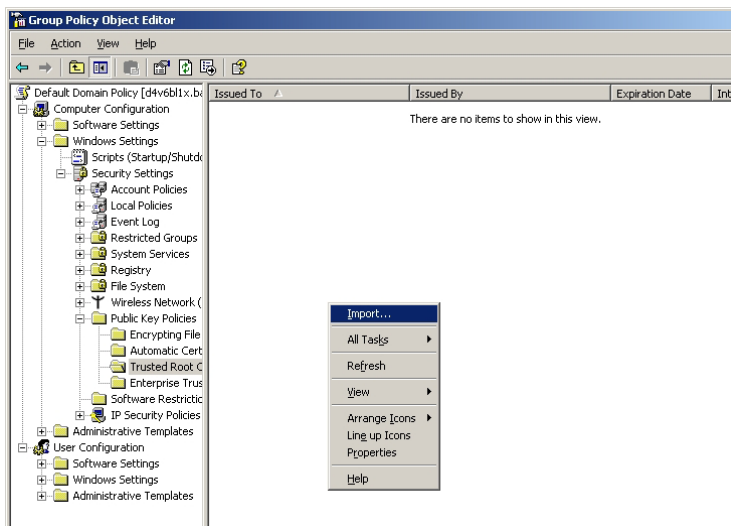 Group Policy Object Editor
File Action View Help
Default Domain Policy [d4v6bl1x.ba
Issued To Issued By Expiration Date Int
Computer Configuration
There are no items to show in this view.
Software Settings
Windows Settings
Scripts (Startup/Shutdo
Security Settings
Account Policies
Local Policies
Event Log
Restricted Groups
System Services
Registry
File System
Wireless Network (
Public Key Policies
Encrypting File
Automatic Cert
Trusted Root C
Enterprise Trus
Software Restrictic
IP Security Policies
Administrative Templates
User Configuration
Software Settings
Windows Settings
Administrative Templates
Import...
All Tasks
Refresh
View
Arrange Icons
Line up Icons
Properties
Help